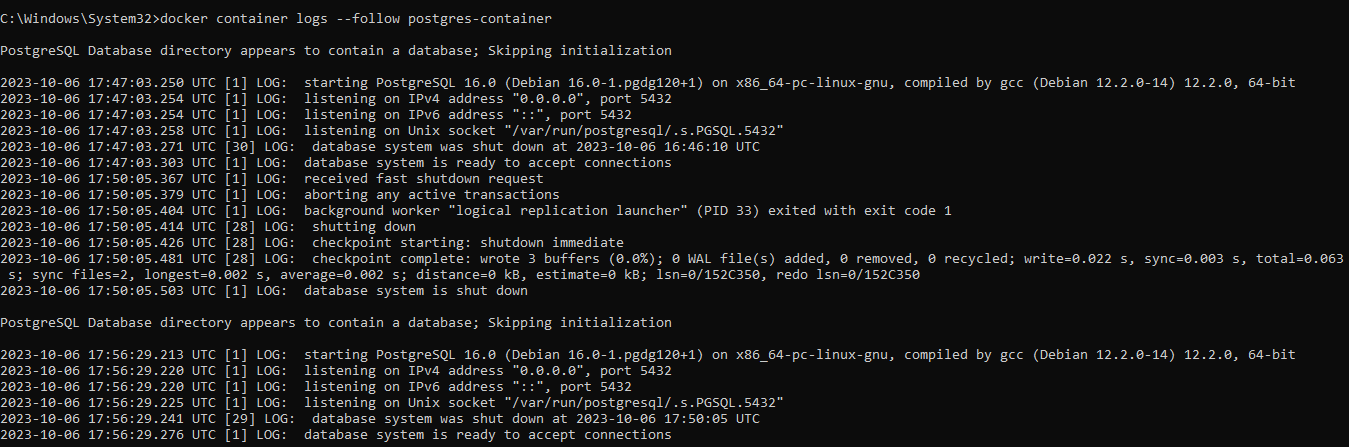 C:\Windows\System32>docker container logs --follow postgres-container
PostgreSQL Database directory appears to contain a database; Skipping initialization
2023-10-06 17:47:03.250 UTC [1] LOG:  starting PostgreSQL 16.0 (Debian 16.0-1.pgdg120+1) on x86_64-pc-linux-gnu, compiled by gcc (Debian 12.2.0-14) 12.2.0, 64-bit
2023-10-06 17:47:03.254 UTC [1] LOG:  listening on IPv4 address "0.0.0.0", port 5432
2023-10-06 17:47:03.254 UTC [1] LOG:  listening on IPv6 address "::", port 5432
2023-10-06 17:47:03.258 UTC [1] LOG:  listening on Unix socket "/var/run/postgresql/.s.PGSQL.5432"
2023-10-06 17:47:03.271 UTC [30] LOG:  database system was shut down at 2023-10-06 16:46:10 UTC
2023-10-06 17:47:03.303 UTC [1] LOG:  database system is ready to accept connections
2023-10-06 17:50:05.367 UTC [1] LOG:  received fast shutdown request
2023-10-06 17:50:05.379 UTC [1] LOG:  aborting any active transactions
2023-10-06 17:50:05.404 UTC [1] LOG:  background worker "logical replication launcher" (PID 33) exited with exit code 1
2023-10-06 17:50:05.414 UTC [28] LOG:  shutting down
2023-10-06 17:50:05.426 UTC [28] LOG:  checkpoint starting: shutdown immediate
2023-10-06 17:50:05.481 UTC [28] LOG:  checkpoint complete: wrote 3 buffers (0.0%); 0 WAL file(s) added, 0 removed, 0 recycled; write=0.022 s, sync=0.003 s, total=0.063
 s; sync files=2, longest=0.002 s, average=0.002 s; distance=0 kB, estimate=0 kB; lsn=0/152C350, redo lsn=0/152C350
2023-10-06 17:50:05.503 UTC [1] LOG:  database system is shut down
PostgreSQL Database directory appears to contain a database; Skipping initialization
2023-10-06 17:56:29.213 UTC [1] LOG:  starting PostgreSQL 16.0 (Debian 16.0-1.pgdg120+1) on x86_64-pc-linux-gnu, compiled by gcc (Debian 12.2.0-14) 12.2.0, 64-bit
2023-10-06 17:56:29.220 UTC [1] LOG:  listening on IPv4 address "0.0.0.0", port 5432
2023-10-06 17:56:29.220 UTC [1] LOG:  listening on IPv6 address "::", port 5432
2023-10-06 17:56:29.225 UTC [1] LOG:  listening on Unix socket "/var/run/postgresql/.s.PGSQL.5432"
2023-10-06 17:56:29.241 UTC [29] LOG:  database system was shut down at 2023-10-06 17:50:05 UTC
2023-10-06 17:56:29.276 UTC [1] LOG:  database system is ready to accept connections